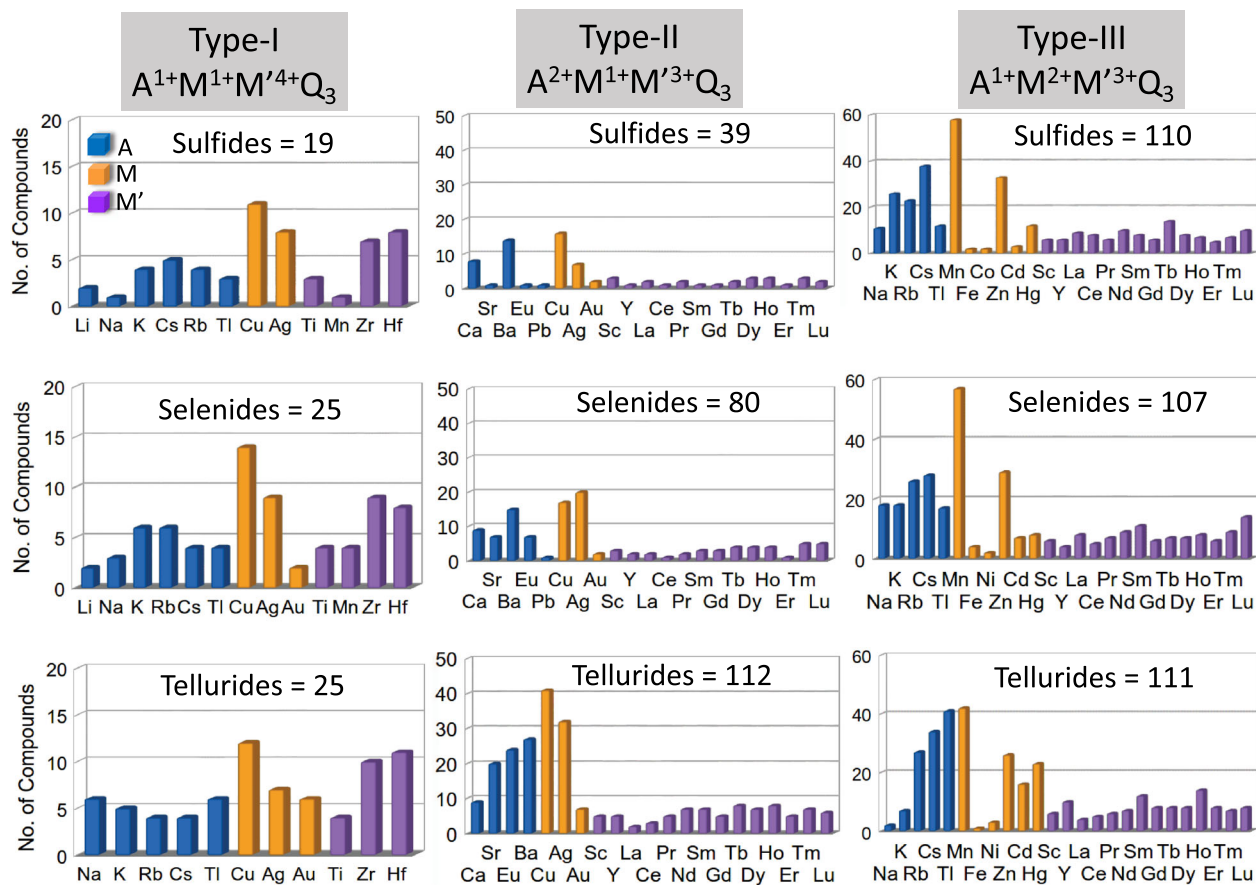 Type-I
A¹⁺M¹⁺M’⁴⁺Q₃
Type-II
A²⁺M¹⁺M’³⁺Q₃
Type-III
A¹⁺M²⁺M’³⁺Q₃
No. of Compounds
20
15
10
5
0
A
M
M’
Sulfides = 19
Li Na K Cs Rb Tl Cu Ag Ti Mn Zr Hf
50
40
30
20
10
0
Sulfides = 39
Sr Eu Cu Au Y Ce Sm Tb Ho Tm
Ca Ba Pb Ag Sc La Pr Gd Dy Er Lu
60
40
20
0
Sulfides = 110
K Cs Mn Co Cd Sc La Pr Sm Tb Ho Tm
Na Rb Tl Fe Zn Hg Y Ce Nd Gd Dy Er Lu
No. of Compounds
20
15
10
5
0
Selenides = 25
Li Na K Rb Cs Tl Cu Ag Au Ti Mn Zr Hf
50
40
30
20
10
0
Selenides = 80
Sr Eu Cu Au Y Ce Sm Tb Ho Tm
Ca Ba Pb Ag Sc La Pr Gd Dy Er Lu
60
40
20
0
Selenides = 107
K Cs Mn Ni Cd Sc La Pr Sm Tb Ho Tm
Na Rb Tl Fe Zn Hg Y Ce Nd Gd Dy Er Lu
No. of Compounds
20
15
10
5
0
Tellurides = 25
Na K Rb Cs Tl Cu Ag Au Ti Zr Hf
50
40
30
20
10
0
Tellurides = 112
Sr Ba Ag Sc La Pr Sm Tb Ho Tm
Ca Eu Cu Au Y Ce Nd Gd Dy Er Lu
60
40
20
0
Tellurides = 111
K Cs Mn Ni Cd Sc La Pr Sm Tb Ho Tm
Na Rb Tl Fe Zn Hg Y Ce Nd Gd Dy Er Lu